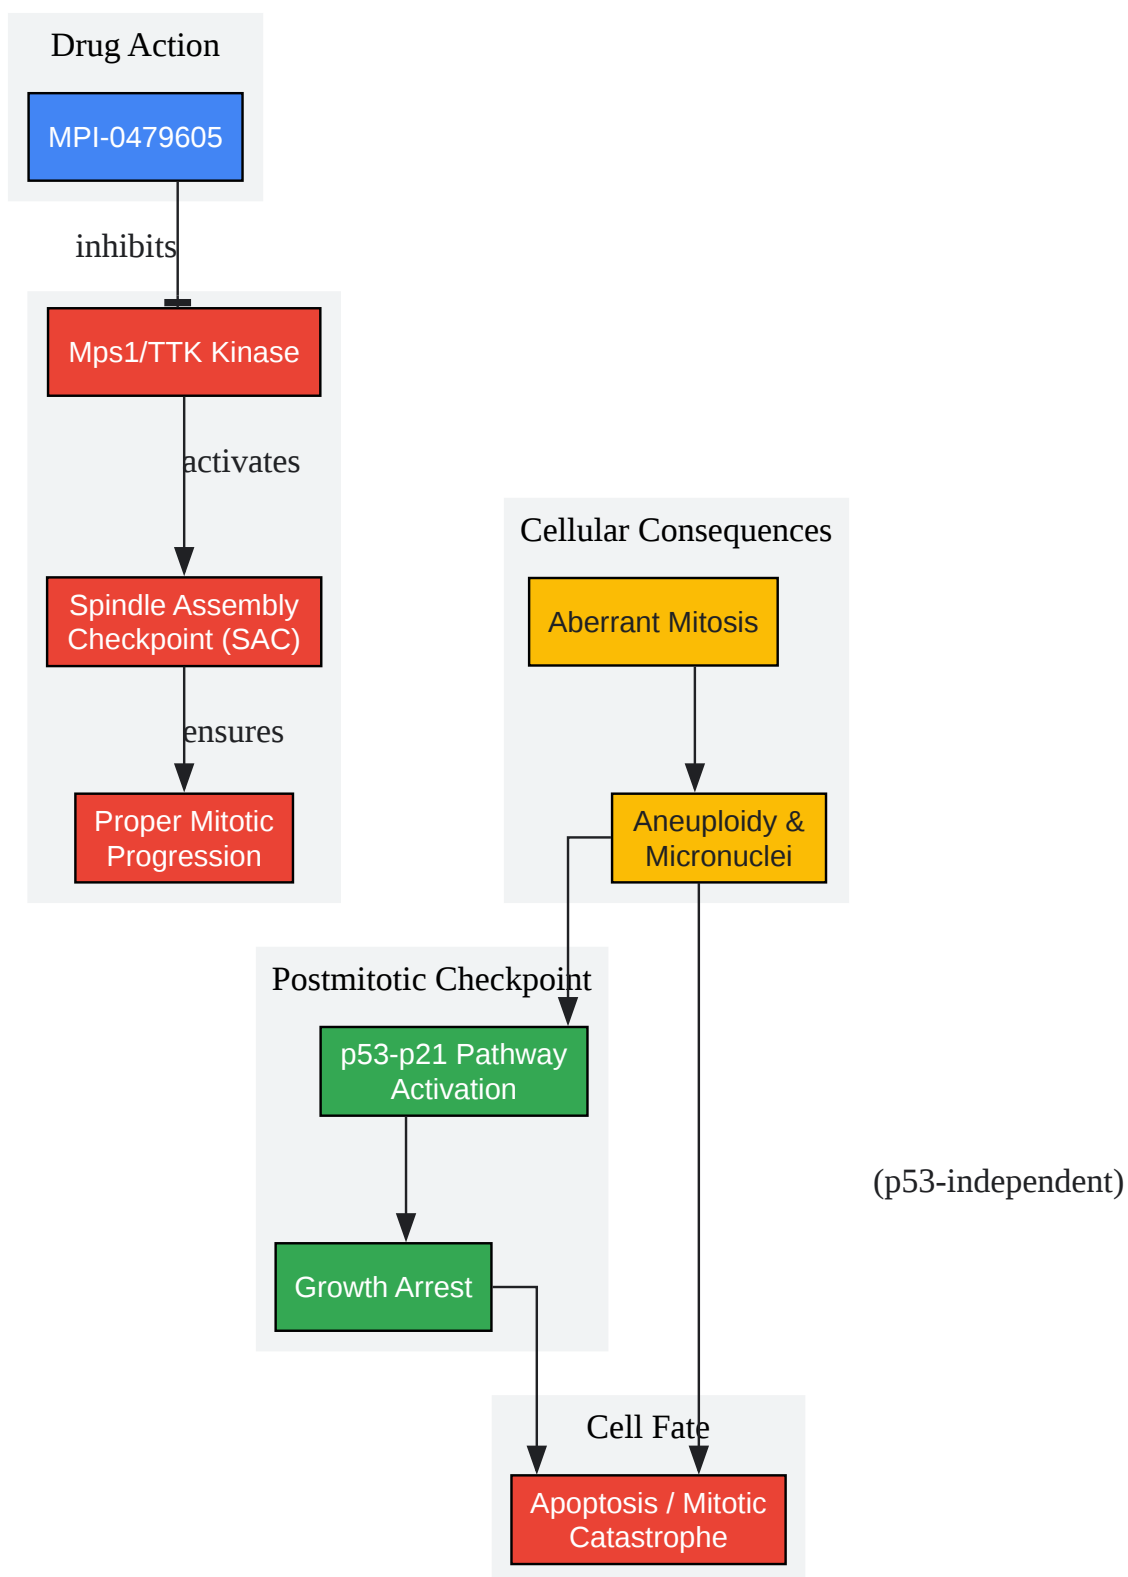 Drug Action
MPI-0479605
inhibits
Mps1/TTK Kinase
activates
Spindle Assembly
Checkpoint (SAC)
ensures
Proper Mitotic
Progression
Cellular Consequences
Aberrant Mitosis
Aneuploidy &
Micronuclei
Postmitotic Checkpoint
p53-p21 Pathway
Activation
(p53-independent)
Growth Arrest
Cell Fate
Apoptosis / Mitotic
Catastrophe